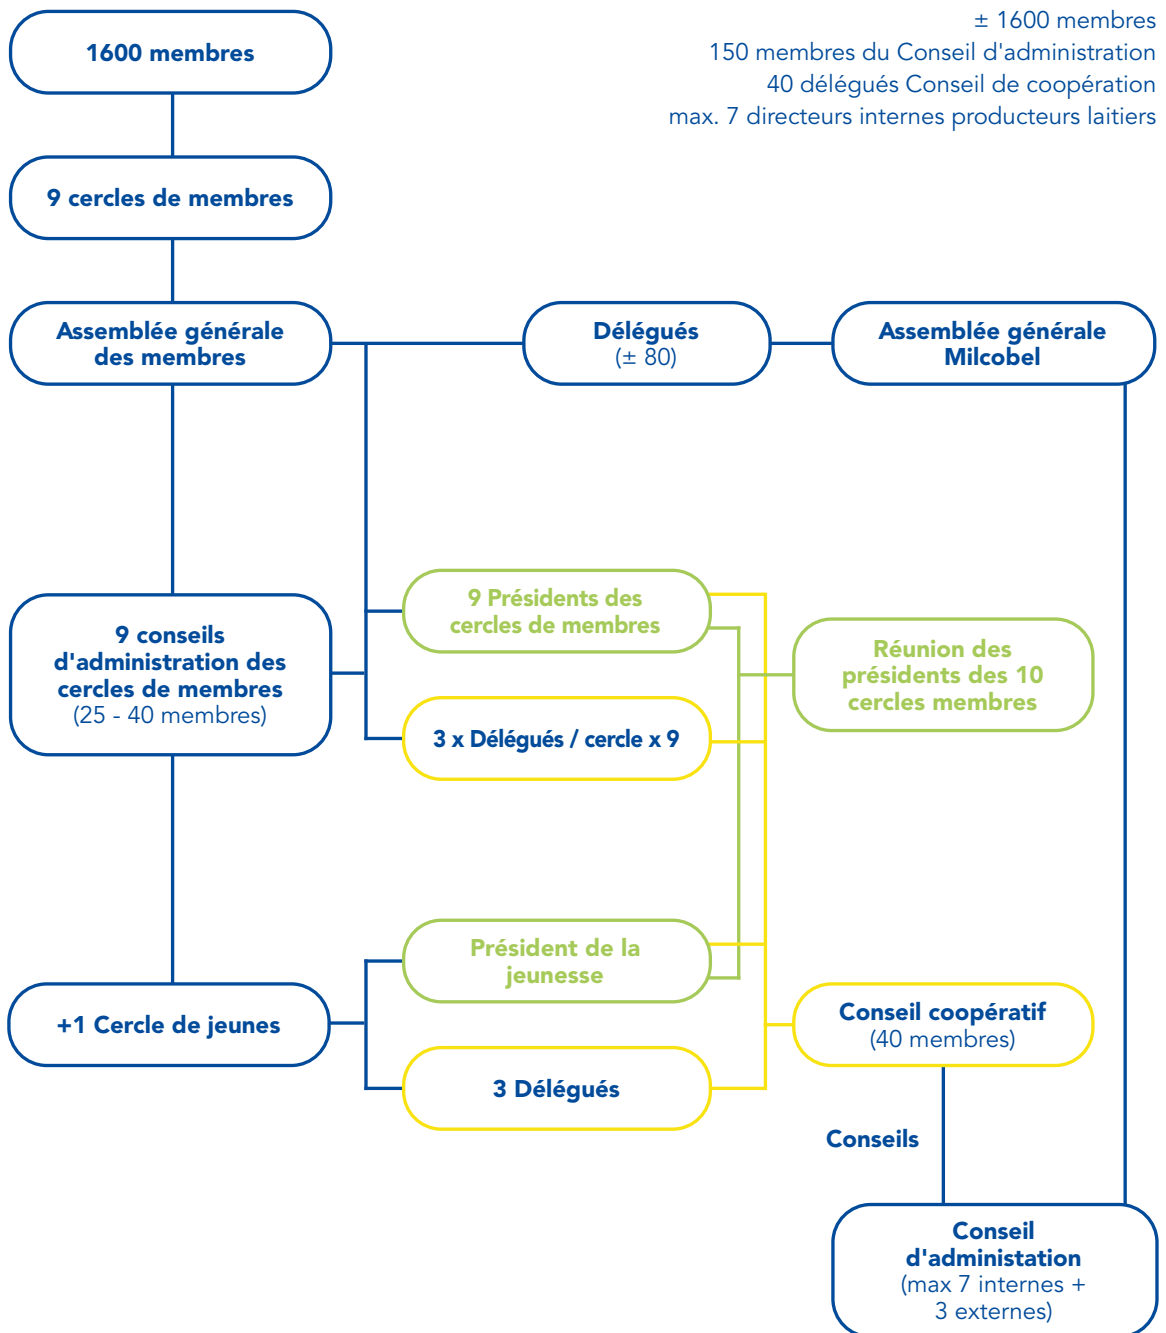 ± 1600 membres
150 membres du Conseil d'administration
40 délégués Conseil de coopération
max. 7 directeurs internes producteurs laitiers
1600 membres
9 cercles de membres
Assemblée générale
des membres
Délégués
(± 80)
Assemblée générale
Milcobel
9 conseils
d'administration des
cercles de membres
(25 - 40 membres)
9 Présidents des
cercles de membres
3 x Délégués / cercle x 9
Réunion des
présidents des 10
cercles membres
+1 Cercle de jeunes
Président de la
jeunesse
3 Délégués
Conseil coopératif
(40 membres)
Conseils
Conseil
d'administation
(max 7 internes +
3 externes)